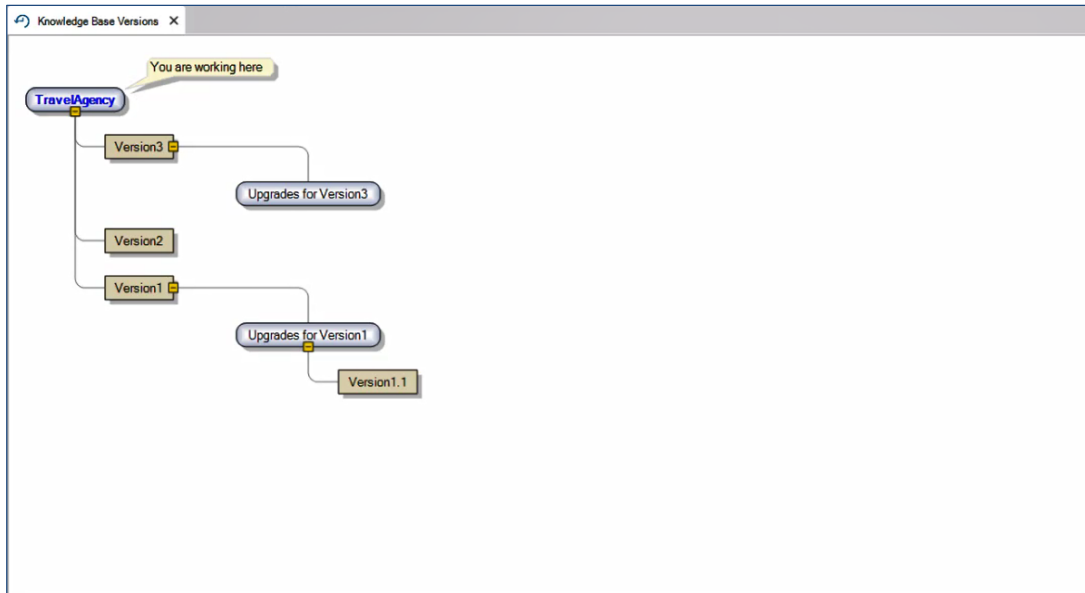 Knowledge Base Versions
You are working here
TravelAgency
Version3
Upgrades for Version3
Version2
Version1
Upgrades for Version1
Version1.1